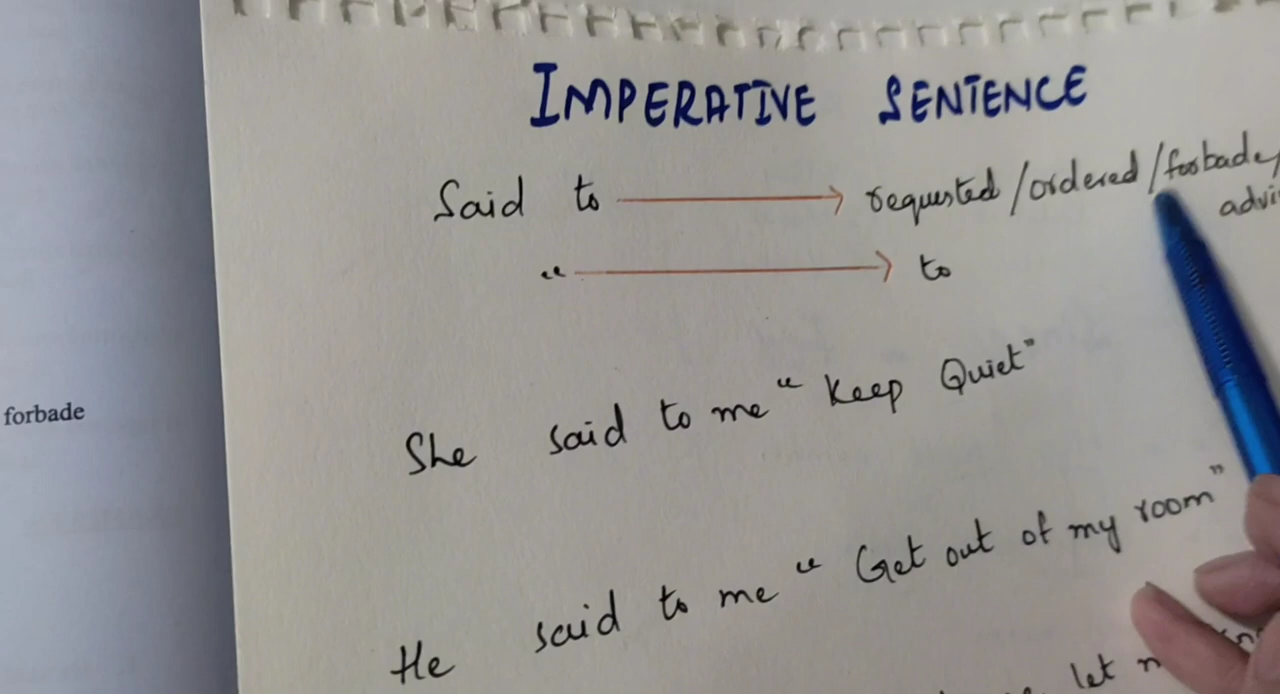 IMPERATIVE SENTENCE
Said to → requested / ordered / forbade /
“ → to
She said to me “ Keep Quiet”
He said to me “ Get out of my room”
let
forbade